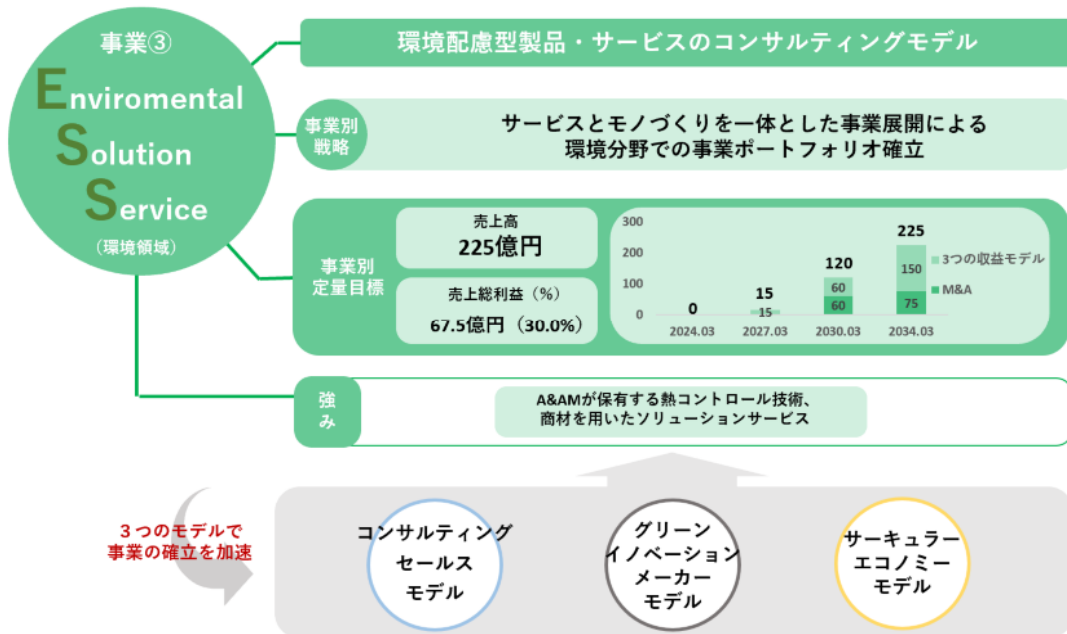 事業③
Enviromental
Solution
Service
(環境領域)
環境配慮型製品・サービスのコンサルティングモデル
事業別
戦略
サービスとモノづくりを一体とした事業展開による
環境分野での事業ポートフォリオ確立
事業別
定量目標
売上高
225億円
売上総利益（%）
67.5億円（30.0%）
300
200
100
0
0
15
15
120
60
60
225
150
75
2024.03
2027.03
2030.03
2034.03
3つの収益モデル
M&A
強
み
A&AMが保有する熱コントロール技術、
商材を用いたソリューションサービス
３つのモデルで
事業の確立を加速
コンサルティング
セールス
モデル
グリーン
イノベーション
メーカー
モデル
サーキュラー
エコノミー
モデル